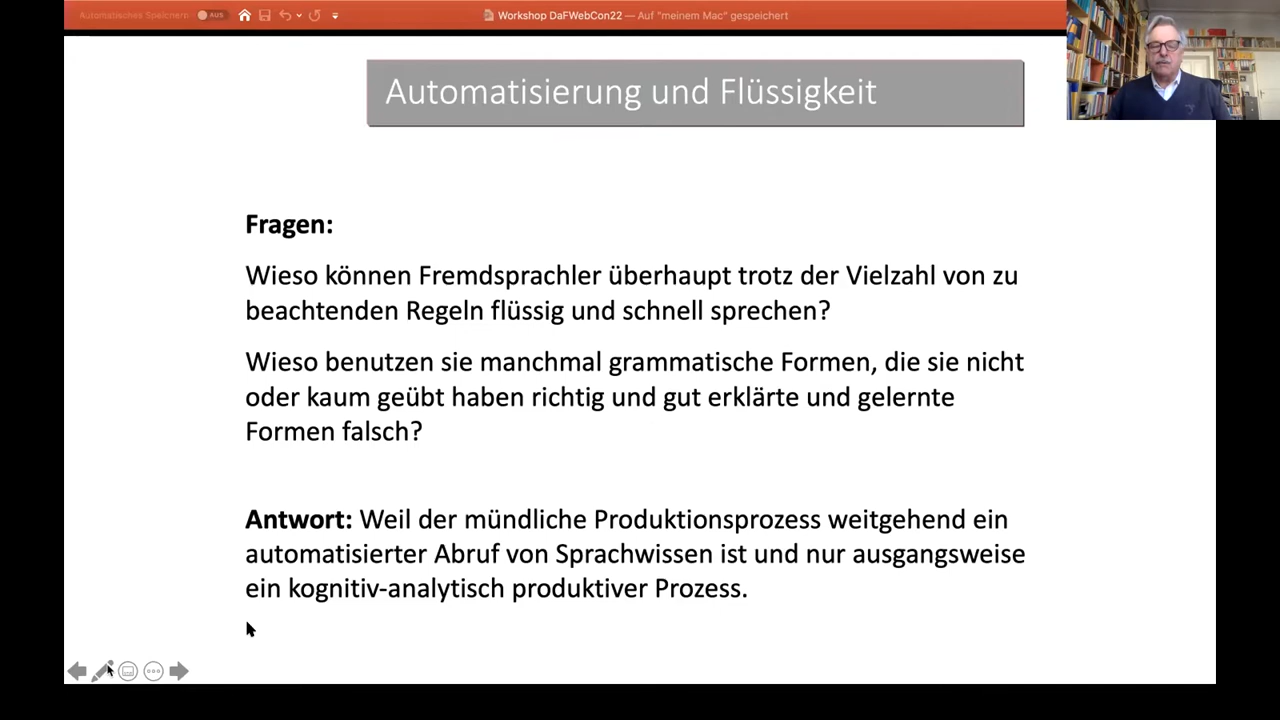 Automatisches Speichern AUS
Workshop DaFWebCon22 — Auf "meinem Mac" gespeichert
Automatisierung und Flüssigkeit
Fragen:
Wieso können Fremdsprachler überhaupt trotz der Vielzahl von zu
beachtenden Regeln flüssig und schnell sprechen?
Wieso benutzen sie manchmal grammatische Formen, die sie nicht
oder kaum geübt haben richtig und gut erklärte und gelernte
Formen falsch?
Antwort: Weil der mündliche Produktionsprozess weitgehend ein
automatisierter Abruf von Sprachwissen ist und nur ausgangsweise
ein kognitiv-analytisch produktiver Prozess.